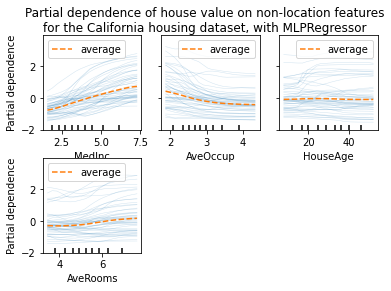 Partial dependence of house value on non-location features
for the California housing dataset, with MLPRegressor
Partial dependence
2
0
−2
average
average
average
2.5
5.0
7.5
2
3
4
20
40
MedInc
AveOccup
HouseAge
Partial dependence
2
0
−2
average
4
6
AveRooms